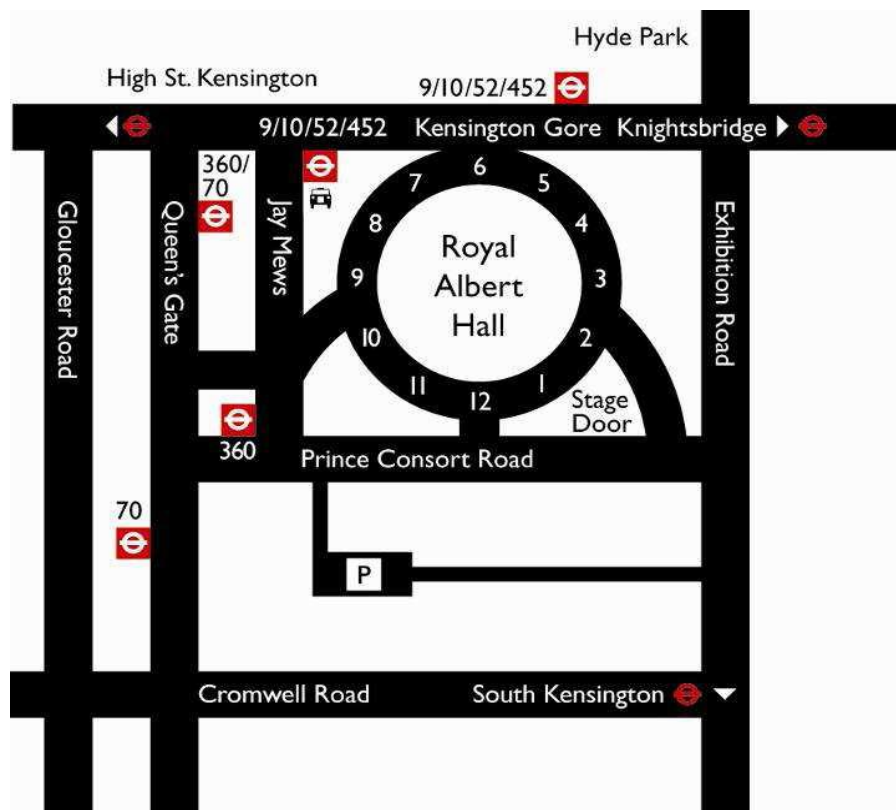 Hyde Park
High St. Kensington
9/10/52/452
9/10/52/452 Kensington Gore Knightsbridge
360/
70
Gloucester Road
Queen's Gate
Jay Mews
Exhibition Road
6
7
5
8
4
9
3
10
2
11
1
12
Royal
Albert
Hall
Stage
Door
360
Prince Consort Road
70
P
Cromwell Road
South Kensington